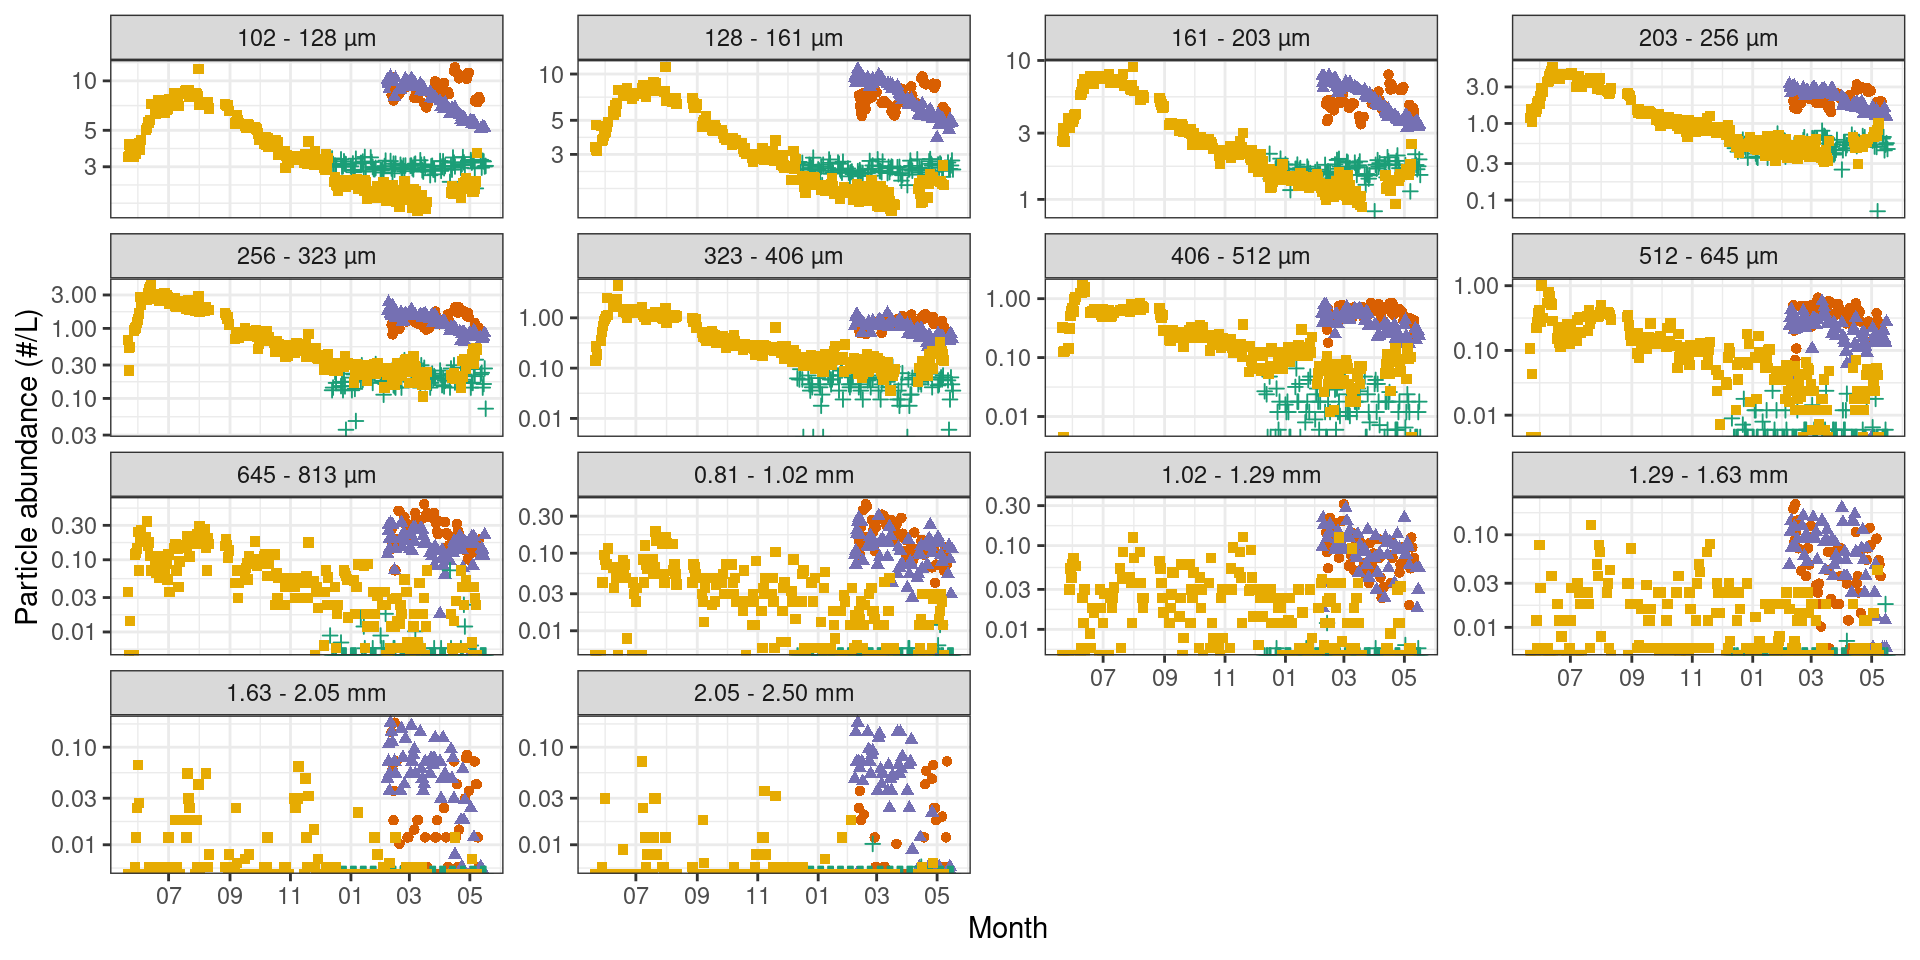 102 - 128 µm
128 - 161 µm
161 - 203 µm
203 - 256 µm
10
5
3
10
5
3
10
3
1
3.0
1.0
0.3
0.1
256 - 323 µm
323 - 406 µm
406 - 512 µm
512 - 645 µm
3.00
1.00
0.30
0.10
0.03
1.00
0.10
0.01
1.00
0.10
0.01
1.00
0.10
0.01
Particle abundance (#/L)
645 - 813 µm
0.81 - 1.02 mm
1.02 - 1.29 mm
1.29 - 1.63 mm
0.30
0.10
0.03
0.01
0.30
0.10
0.03
0.01
0.30
0.10
0.03
0.01
0.10
0.03
0.01
07 09 11 01 03 05
07 09 11 01 03 05
1.63 - 2.05 mm
2.05 - 2.50 mm
0.10
0.03
0.01
0.10
0.03
0.01
07 09 11 01 03 05
07 09 11 01 03 05
Month